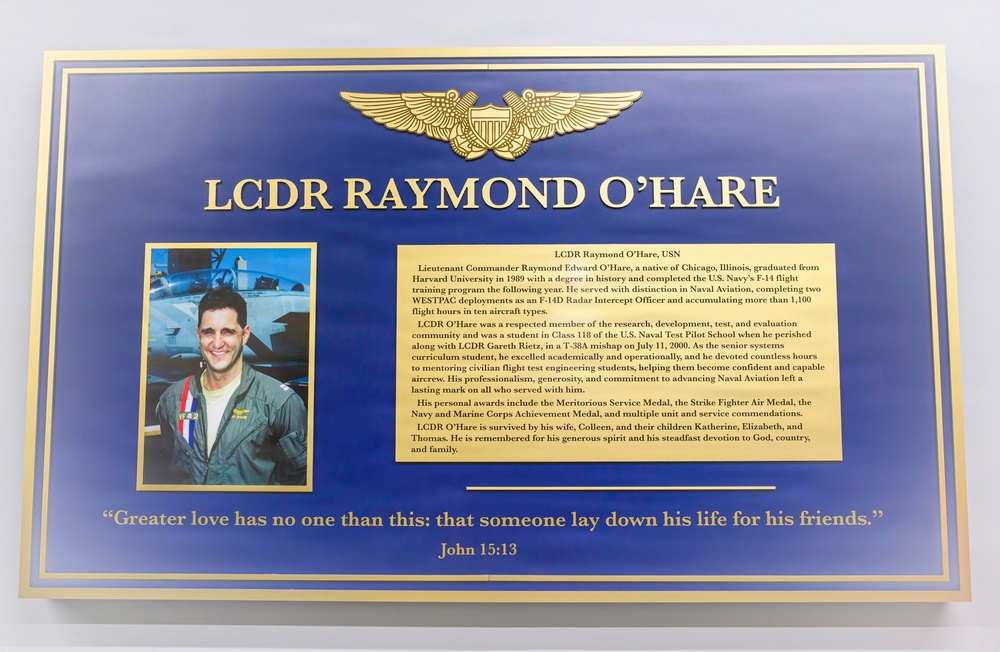 LCDR RAYMOND O’HARE
LCDR Raymond O’Hare, USN
Lieutenant Commander Raymond Edward O’Hare, a native of Chicago, Illinois, graduated from
Harvard University in 1989 with a degree in history and completed the U.S. Navy’s F-14 flight
training program the following year. He served with distinction in Naval Aviation, completing two
WESTPAC deployments as an F-14D Radar Intercept Officer and accumulating more than 1,100
flight hours in ten aircraft types.
LCDR O’Hare was a respected member of the research, development, test, and evaluation
community and was a student in Class 118 of the U.S. Naval Test Pilot School when he perished
along with LCDR Gareth Rietz, in a T-38A mishap on July 11, 2000. As the senior systems
curriculum student, he excelled academically and operationally, and he devoted countless hours
to mentoring civilian flight test engineering students, helping them become confident and capable
aircrew. His professionalism, generosity, and commitment to advancing Naval Aviation left a
lasting mark on all who served with him.
His personal awards include the Meritorious Service Medal, the Strike Fighter Air Medal, the
Navy and Marine Corps Achievement Medal, and multiple unit and service commendations.
LCDR O’Hare is survived by his wife, Colleen, and their children Katherine, Elizabeth, and
Thomas. He is remembered for his generous spirit and his steadfast devotion to God, country,
and family.
“Greater love has no one than this: that someone lay down his life for his friends.”
John 15:13